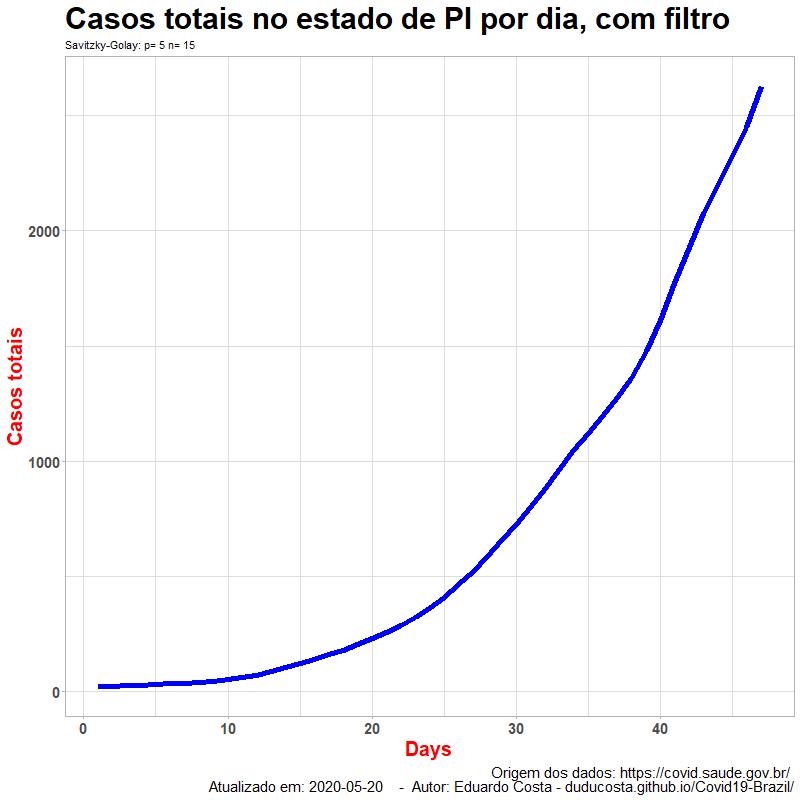 Casos totais no estado de PI por dia, com filtro
Savitzky-Golay: p= 5 n= 15
2000
1000
0
Casos totais
0 10 20 30 40
Days
Origem dos dados: https://covid.saude.gov.br/
Atualizado em: 2020-05-20 - Autor: Eduardo Costa - duducosta.github.io/Covid19-Brazil/